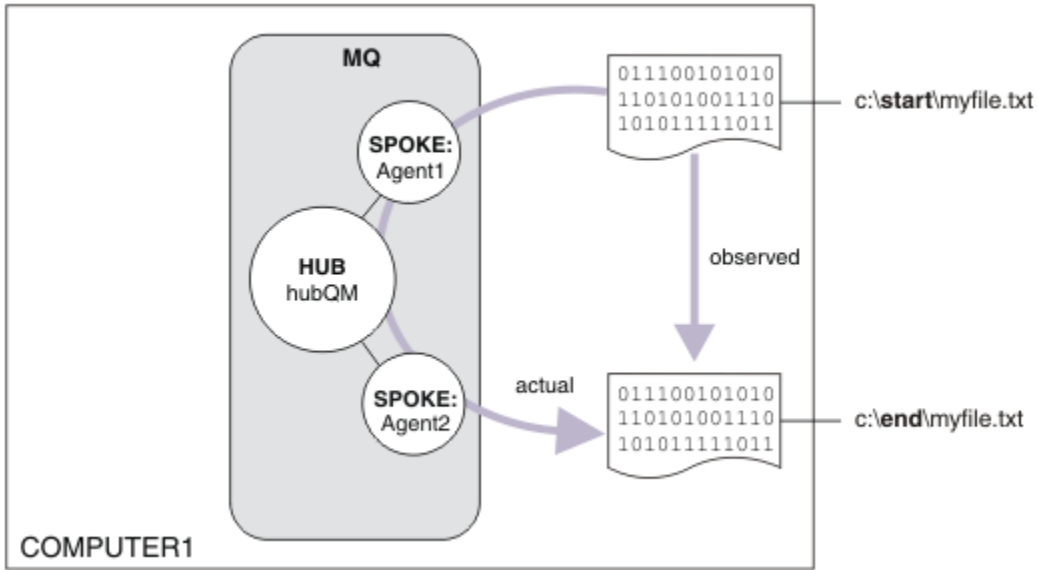 MQ
011100101010
110101001110
101011111011
c:\start\myfile.txt
SPOKE:
Agent1
observed
HUB
hubQM
actual
SPOKE:
Agent2
011100101010
110101001110
101011111011
c:\end\myfile.txt
COMPUTER1